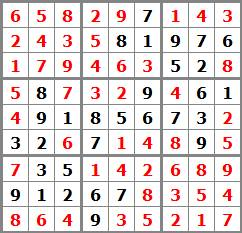 6 5 8 2 9 7 1 4 3
2 4 3 5 8 1 9 7 6
1 7 9 4 6 3 5 2 8
5 8 7 3 2 9 4 6 1
4 9 1 8 5 6 7 3 2
3 2 6 7 1 4 8 9 5
7 3 5 1 4 2 6 8 9
9 1 2 6 7 8 3 5 4
8 6 4 9 3 5 2 1 7